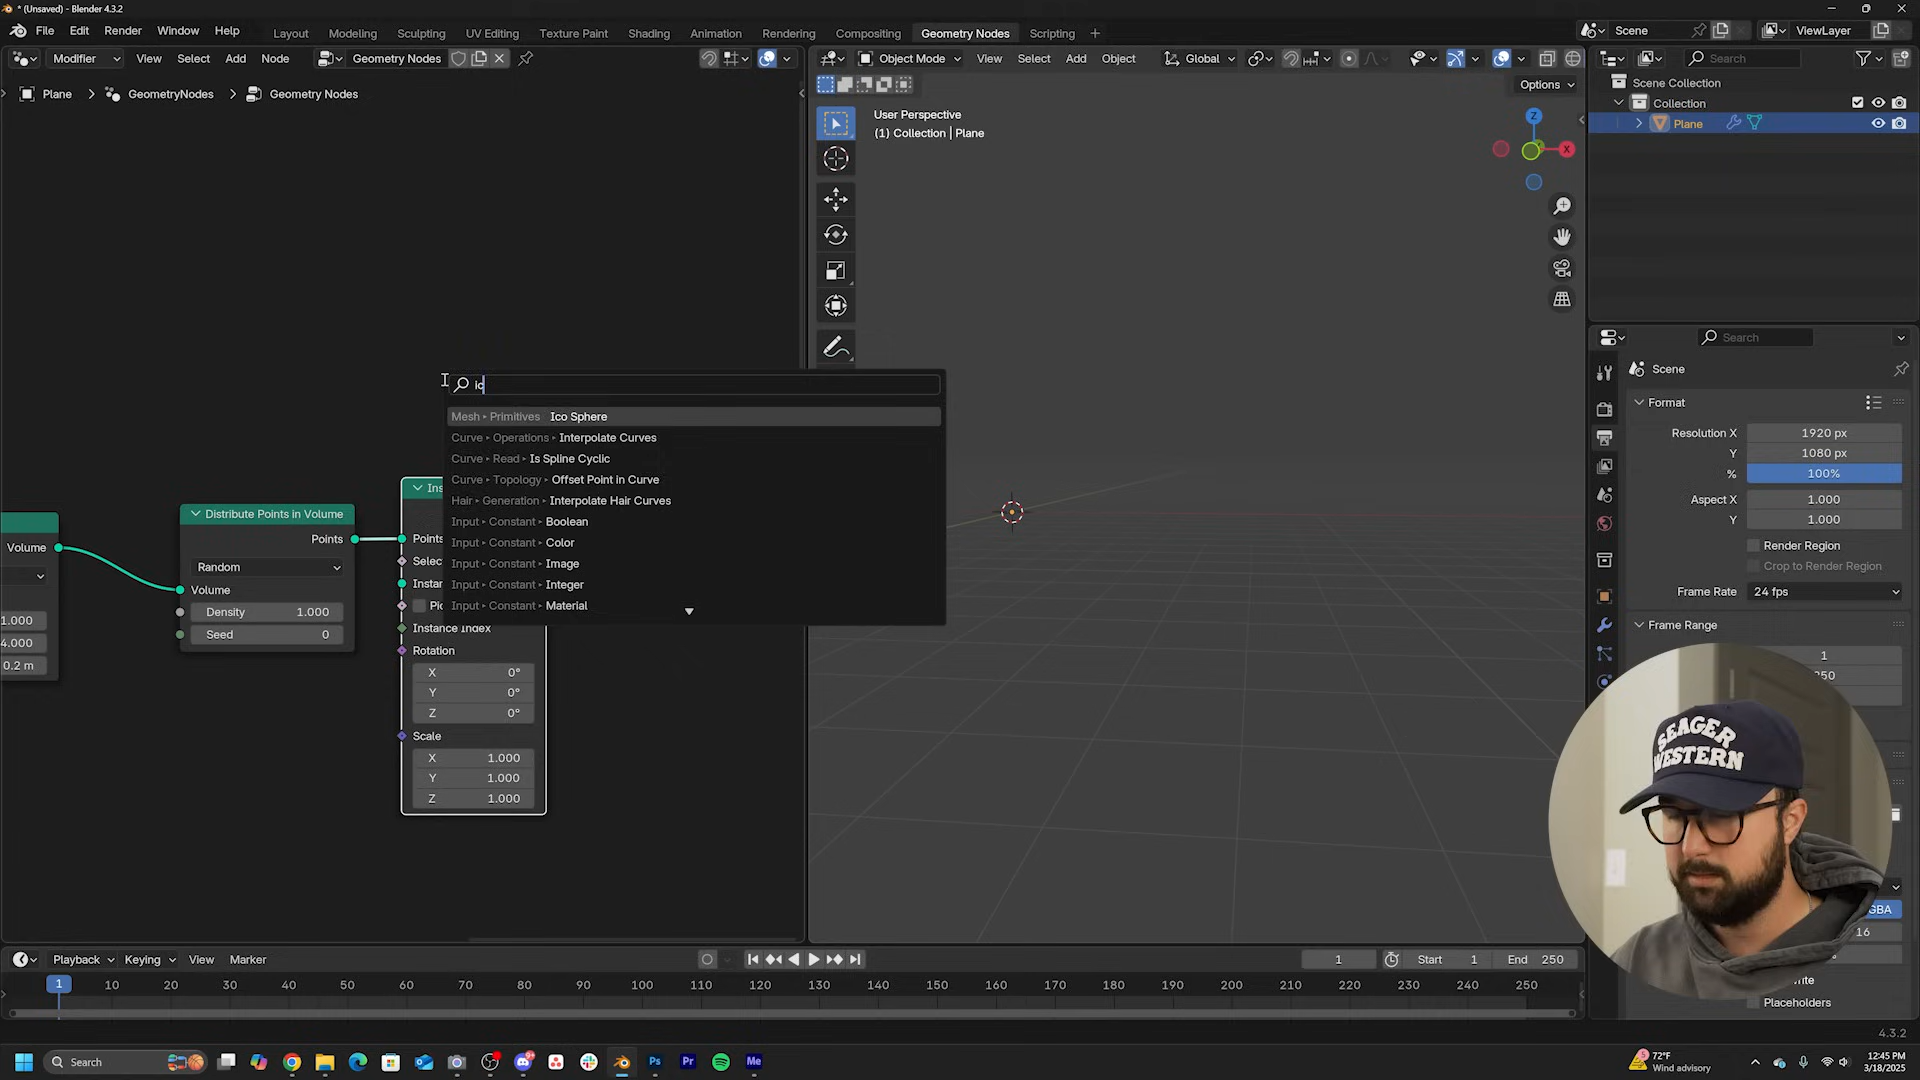 * (Unsaved) - Blender 4.3.2
File Edit Render Window Help
Layout Modeling Sculpting UV Editing Texture Paint Shading Animation Rendering Compositing Geometry Nodes Scripting +
Scene
ViewLayer
Modifier View Select Add Node Geometry Nodes
Object Mode View Select Add Object Global
Search
Plane > GeometryNodes > Geometry Nodes
Options
User Perspective
(1) Collection | Plane
Z
X
Scene Collection
Collection
Plane
ic
Mesh ▸ Primitives Ico Sphere
Curve ▸ Operations ▸ Interpolate Curves
Curve ▸ Read ▸ Is Spline Cyclic
Curve ▸ Topology ▸ Offset Point in Curve
Hair ▸ Generation ▸ Interpolate Hair Curves
Input ▸ Constant ▸ Boolean
Input ▸ Constant ▸ Color
Input ▸ Constant ▸ Image
Input ▸ Constant ▸ Integer
Input ▸ Constant ▸ Material
Volume
1.000
4.000
0.2 m
Distribute Points in Volume
Points
Random
Volume
Density 1.000
Seed 0
Ins
Points
Selec
Instan
Pic
Instance Index
Rotation
X 0°
Y 0°
Z 0°
Scale
X 1.000
Y 1.000
Z 1.000
Search
Scene
Format
Resolution X 1920 px
Y 1080 px
% 100%
Aspect X 1.000
Y 1.000
Render Region
Crop to Render Region
Frame Rate 24 fps
Frame Range
1
250
SEAGER
WESTERN
GBA
16
Placeholders
Playback Keying View Marker
1
Start 1
End 250
1 10 20 30 40 50 60 70 80 90 100 110 120 130 140 150 160 170 180 190 200 210 220 230 240 250
4.3.2
Search
Ps
Pr
Me
72°F
Wind advisory
12:45 PM
3/18/2025